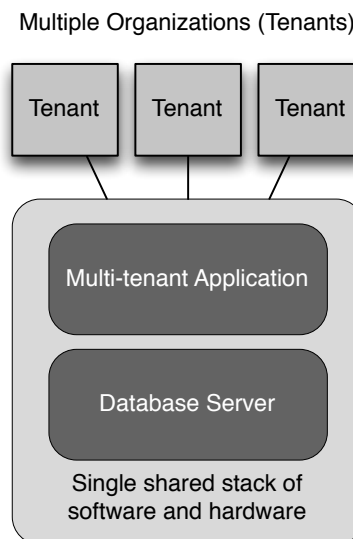 Multiple Organizations (Tenants)
Tenant Tenant Tenant
Multi-tenant Application
Database Server
Single shared stack of
software and hardware